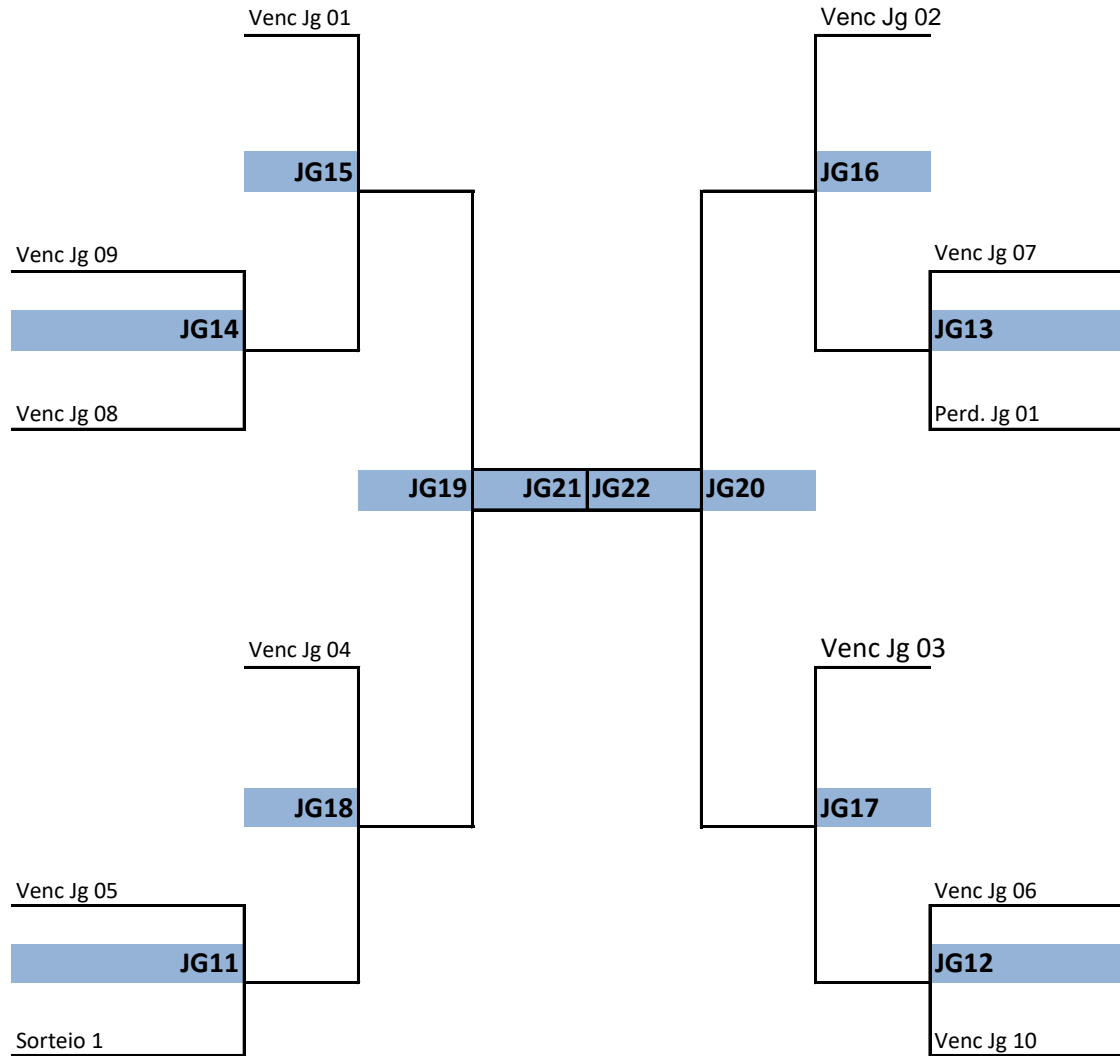 Venc Jg 01
Venc Jg 02
JG15
JG16
Venc Jg 09
Venc Jg 07
JG14
JG13
Venc Jg 08
Perd. Jg 01
JG19
JG21
JG22
JG20
Venc Jg 04
Venc Jg 03
JG18
JG17
Venc Jg 05
Venc Jg 06
JG11
JG12
Sorteio 1
Venc Jg 10